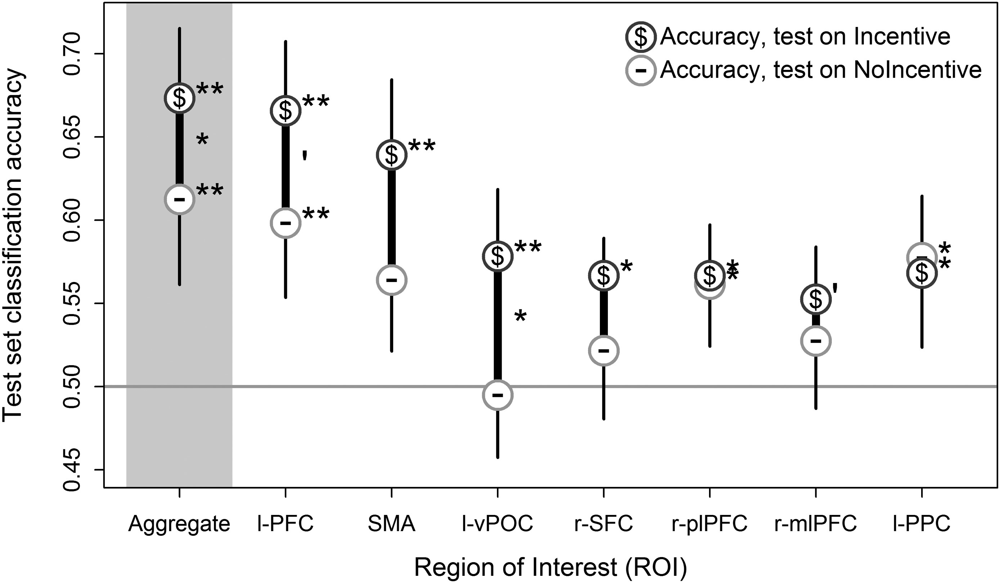 $ Accuracy, test on Incentive
- Accuracy, test on NoIncentive
Test set classification accuracy
0.70
0.65
0.60
0.55
0.50
0.45
$ ** * - **
$ ** ' - **
$ ** -
$ ** * -
$ * -
$ * *
$ ' -
- * $ *
Aggregate l-PFC SMA l-vPOC r-SFC r-plPFC r-mlPFC l-PPC
Region of Interest (ROI)